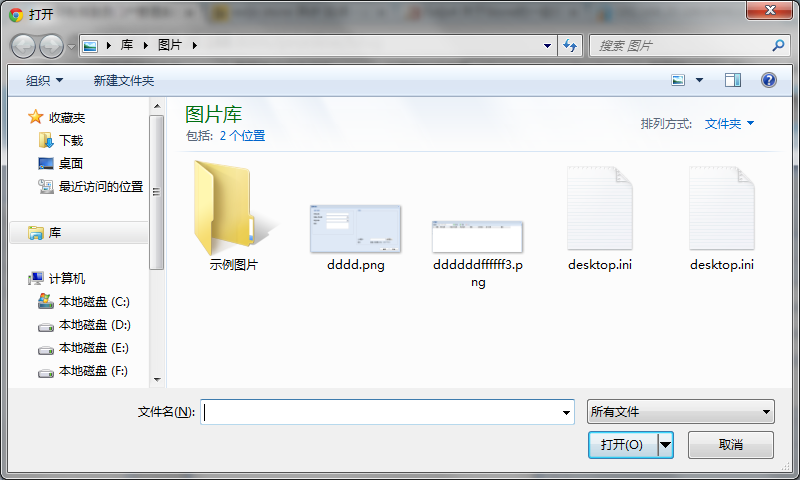 打开
库 图片
搜索 图片
组织 新建文件夹
收藏夹
下载
桌面
最近访问的位置
库
计算机
本地磁盘 (C:)
本地磁盘 (D:)
本地磁盘 (E:)
本地磁盘 (F:)
图片库
包括: 2 个位置
排列方式: 文件夹
示例图片
dddd.png
ddddddffffff3.p
ng
desktop.ini
desktop.ini
文件名(N):
所有文件
打开(O)
取消